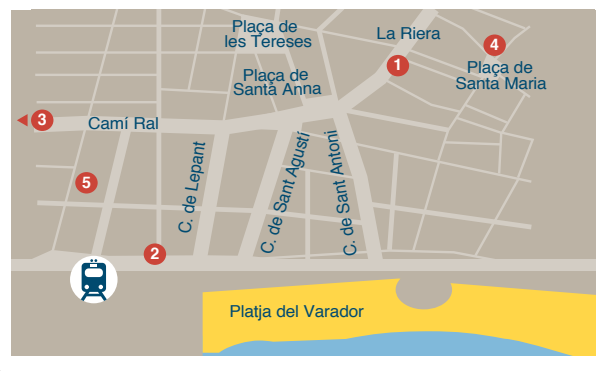 Plaça de
les Tereses
La Riera
4
1
Plaça de
Santa Maria
Plaça de
Santa Anna
3
Camí Ral
C. de Lepant
C. de Sant Agustí
C. de Sant Antoni
5
2
Platja del Varador